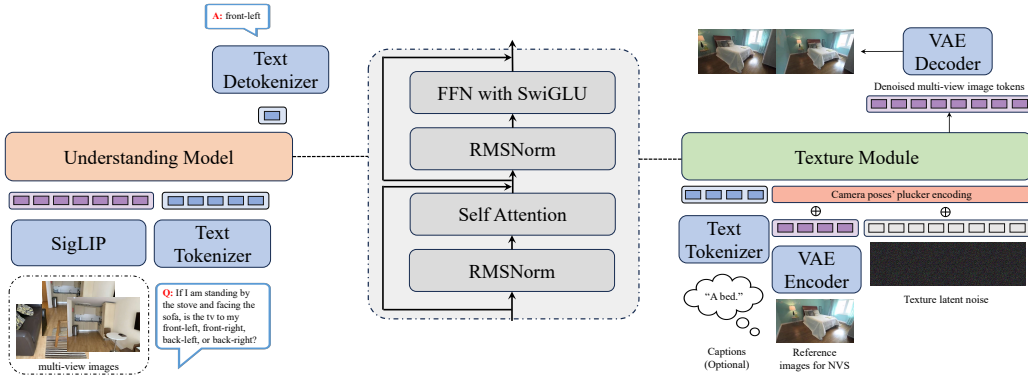 A: front-left
Text
Detokenizer
Understanding Model
SigLIP
Text
Tokenizer
multi-view images
Q: If I am standing by
the stove and facing the
sofa, is the tv to my
front-left, front-right,
back-left, or back-right?
FFN with SwiGLU
RMSNorm
Self Attention
RMSNorm
VAE
Decoder
Denoised multi-view image tokens
Texture Module
Camera poses' plucker encoding
Text
Tokenizer
VAE
Encoder
Texture latent noise
"A bed."
Captions
(Optional)
Reference
images for NVS